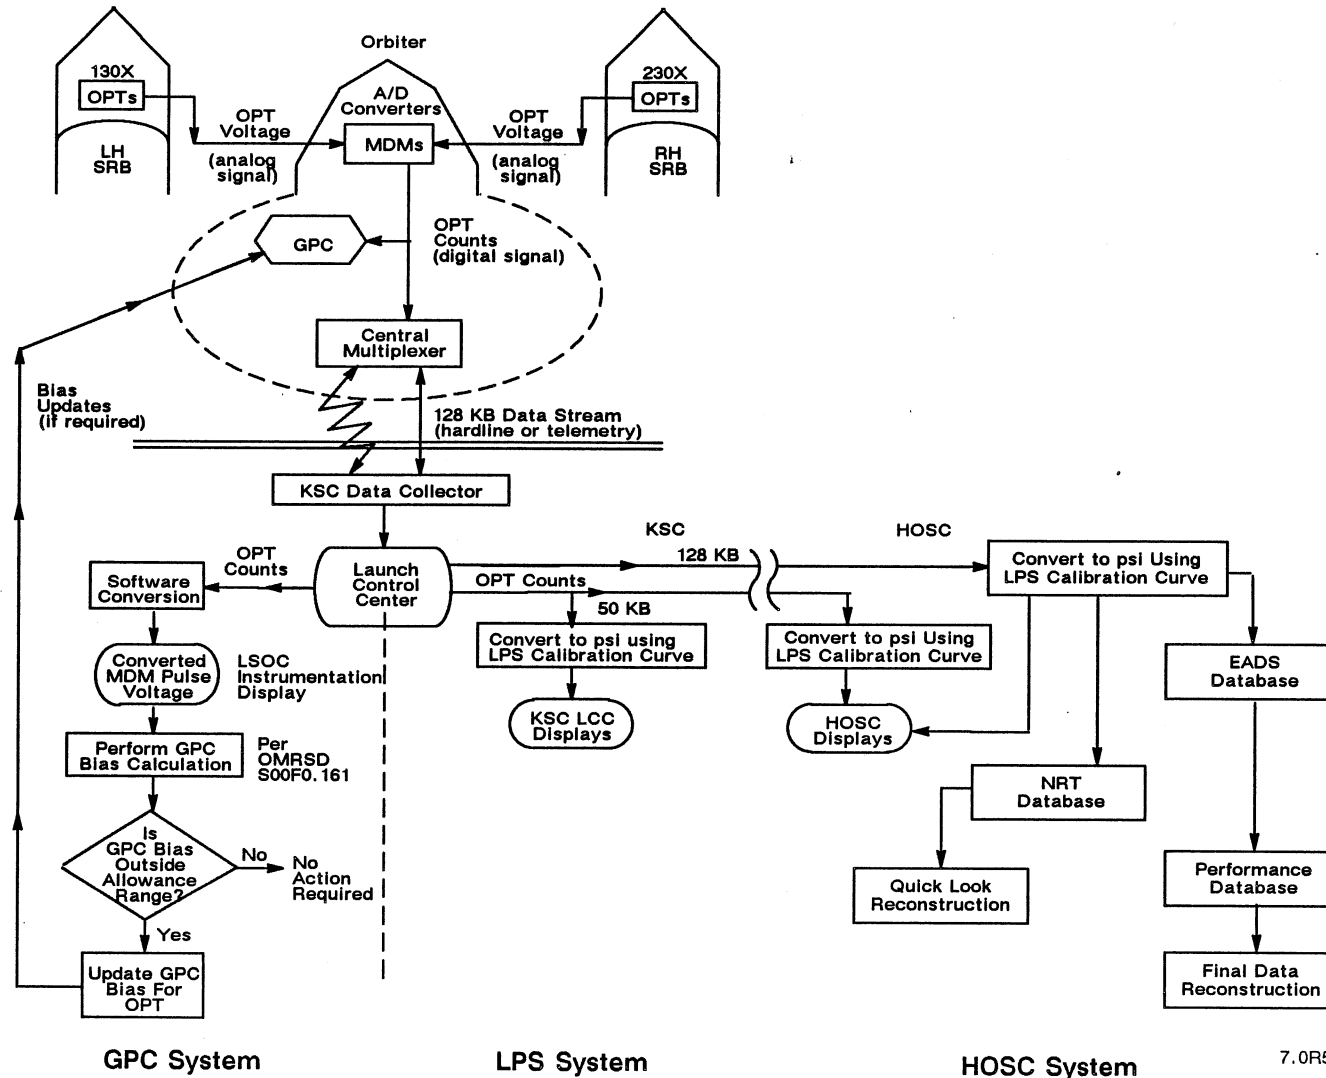 Orbiter
130X
OPTs
LH
SRB
OPT
Voltage
(analog
signal)
A/D
Converters
MDMs
OPT
Voltage
(analog
signal)
230X
OPTs
RH
SRB
GPC
OPT
Counts
(digital signal)
Central
Multiplexer
Bias
Updates
(if required)
128 KB Data Stream
(hardline or telemetry)
KSC Data Collector
KSC
HOSC
OPT
Counts
Launch
Control
Center
128 KB
OPT Counts
50 KB
Software
Conversion
Convert to psi Using
LPS Calibration Curve
Convert to psi using
LPS Calibration Curve
Convert to psi Using
LPS Calibration Curve
Converted
MDM Pulse
Voltage
LSOC
Instrumentation
Display
EADS
Database
KSC LCC
Displays
HOSC
Displays
Perform GPC
Bias Calculation
Per
OMRSD
S00F0.161
NRT
Database
Is
GPC Bias
Outside
Allowance
Range?
No
No
Action
Required
Quick Look
Reconstruction
Performance
Database
Yes
Update GPC
Bias For
OPT
Final Data
Reconstruction
GPC System
LPS System
HOSC System
7.0R5